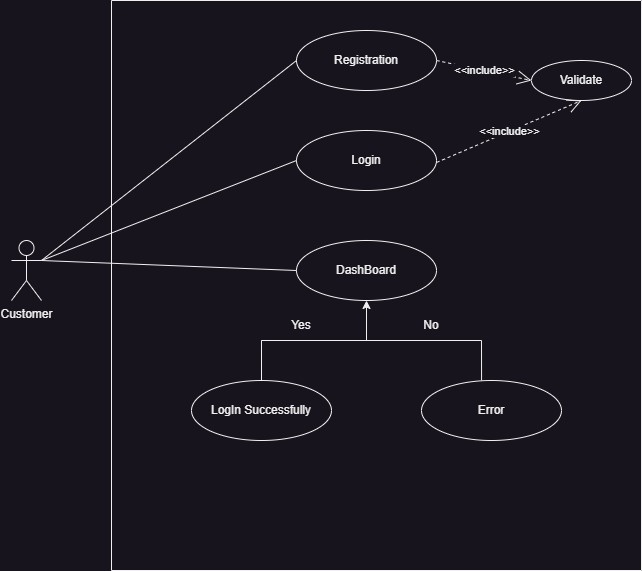 Registration
<<include>>
Validate
<<include>>
Login
DashBoard
Customer
Yes
No
LogIn Successfully
Error